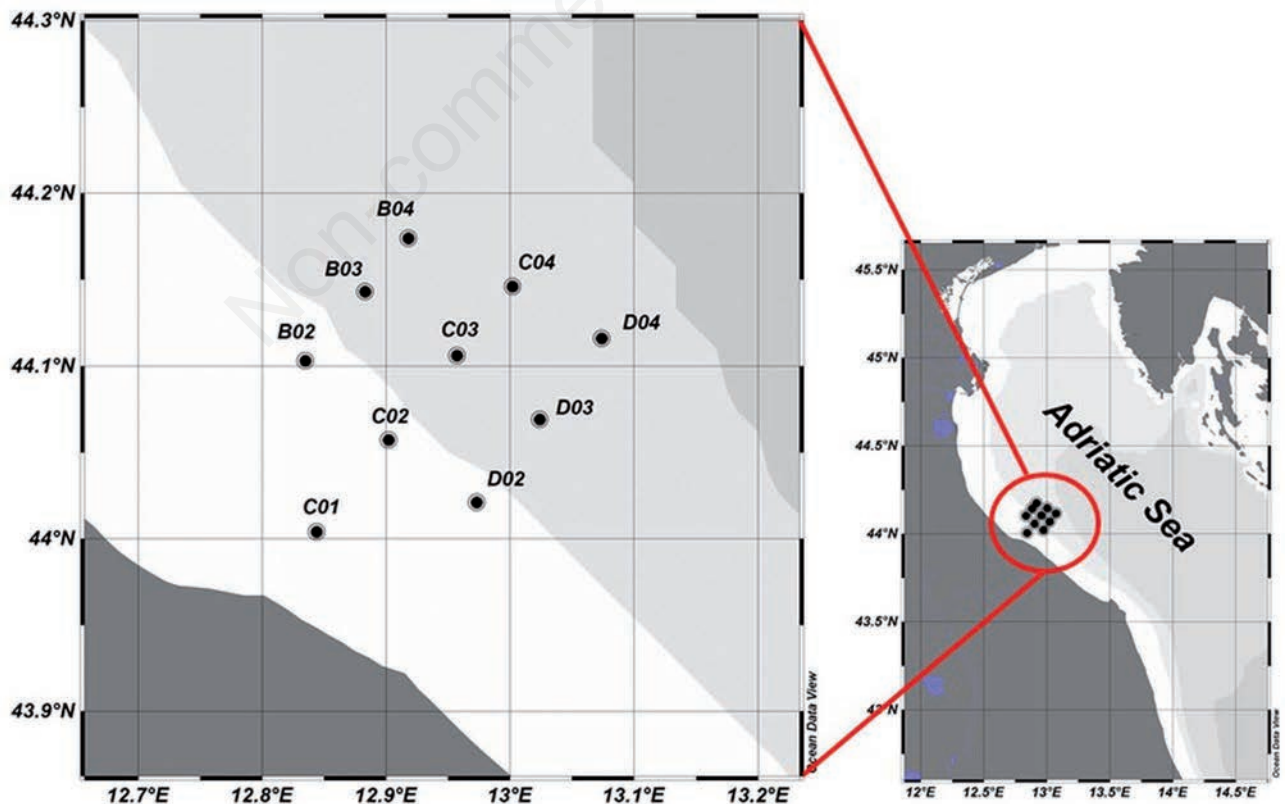 Non-comme
44.3°N
44.2°N
44.1°N
44°N
43.9°N
12.7°E
12.8°E
12.9°E
13°E
13.1°E
13.2°E
B04
B03
C04
B02
C03
D04
C02
D03
C01
D02
Ocean Data View
45.5°N
45°N
44.5°N
44°N
43.5°N
12°E
12.5°E
13°E
13.5°E
14°E
14.5°E
Adriatic Sea
Ocean Data View